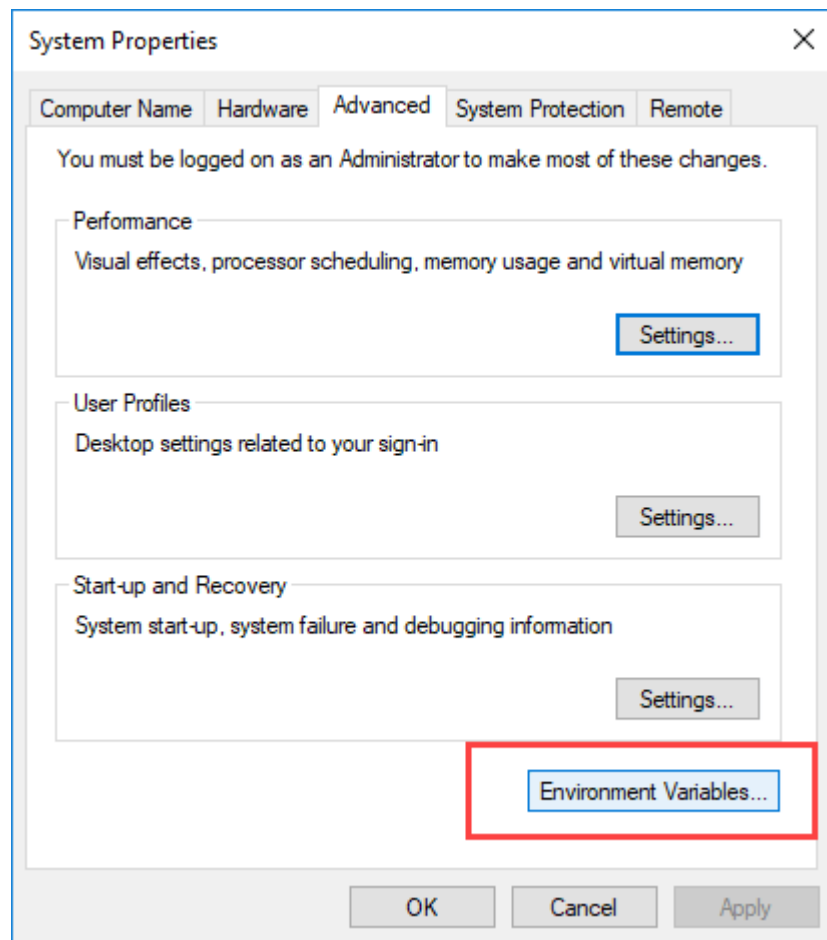 System Properties
Computer Name Hardware Advanced System Protection Remote
You must be logged on as an Administrator to make most of these changes.
Performance
Visual effects, processor scheduling, memory usage and virtual memory
Settings...
User Profiles
Desktop settings related to your sign-in
Settings...
Start-up and Recovery
System start-up, system failure and debugging information
Settings...
Environment Variables...
OK Cancel Apply